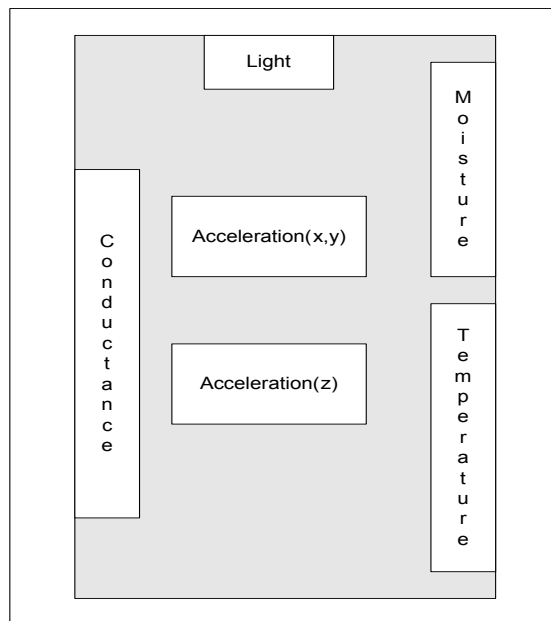 Light
Moisture
Conductance
Acceleration(x,y)
Acceleration(z)
Temperature